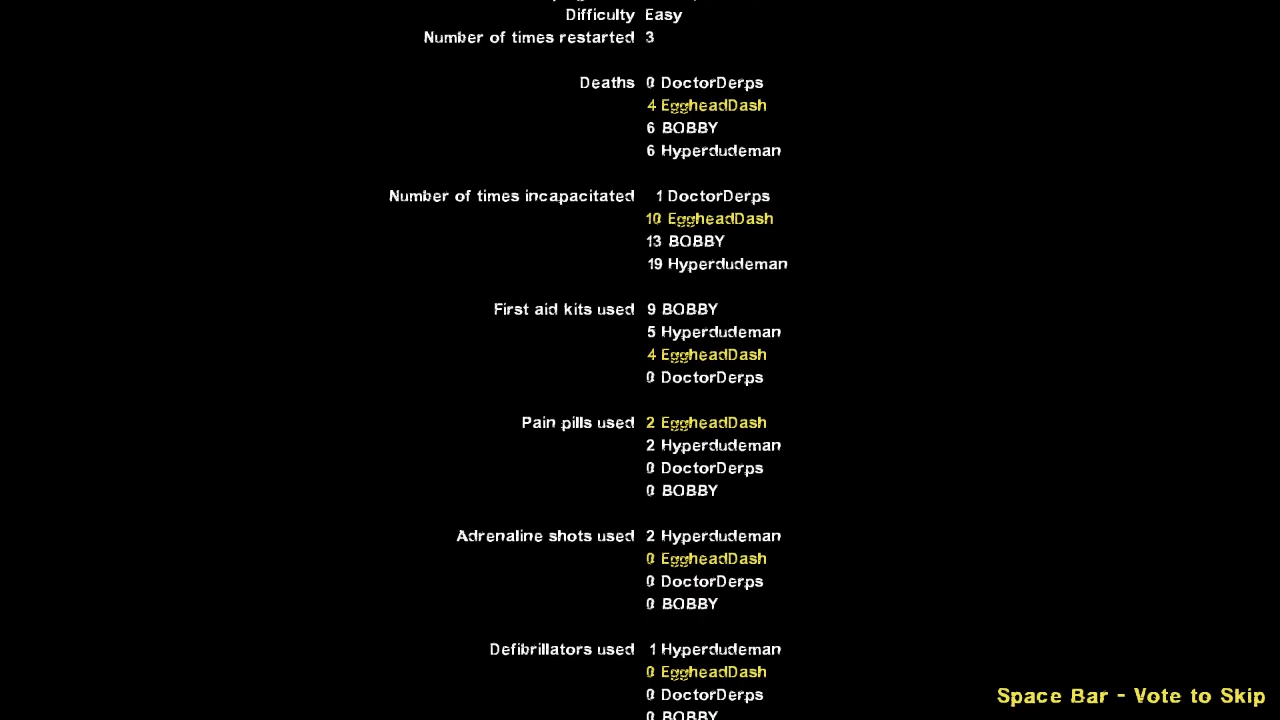 Difficulty Easy
Number of times restarted 3
Deaths 0 DoctorDerps
4 EggheadDash
6 BOBBY
6 Hyperdudeman
Number of times incapacitated 1 DoctorDerps
10 EggheadDash
13 BOBBY
19 Hyperdudeman
First aid kits used 9 BOBBY
5 Hyperdudeman
4 EggheadDash
0 DoctorDerps
Pain pills used 2 EggheadDash
2 Hyperdudeman
0 DoctorDerps
0 BOBBY
Adrenaline shots used 2 Hyperdudeman
0 EggheadDash
0 DoctorDerps
0 BOBBY
Defibrillators used 1 Hyperdudeman
0 EggheadDash
0 DoctorDerps
0 BOBBY
Space Bar - Vote to Skip